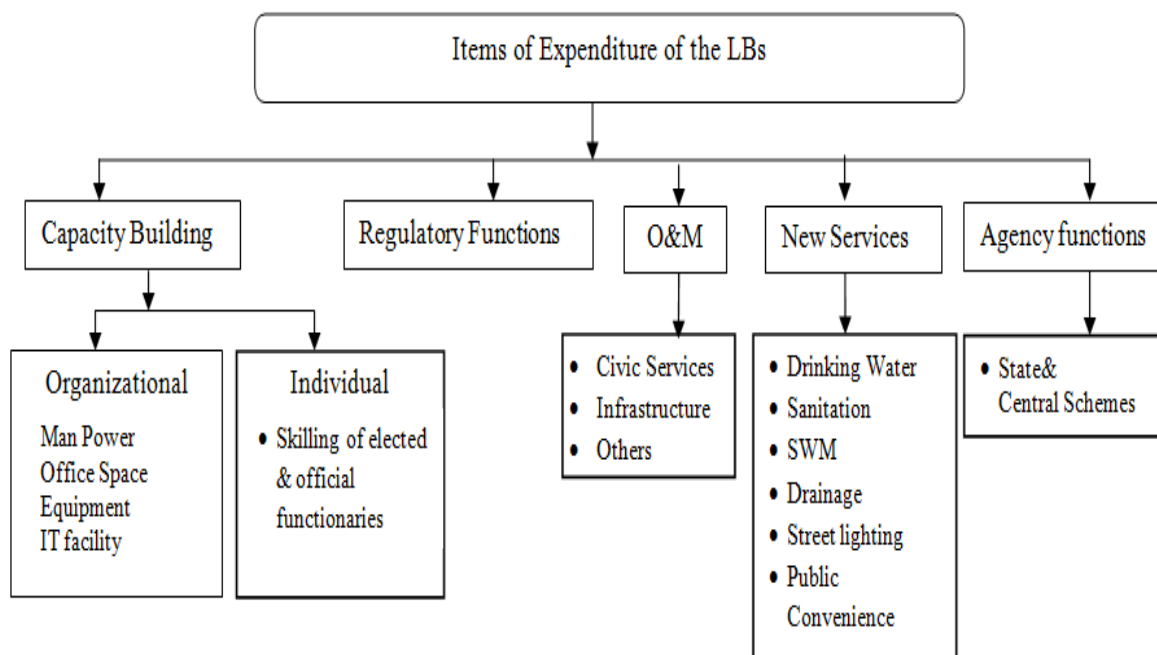 Items of Expenditure of the LBs
Capacity Building
Regulatory Functions
O&M
New Services
Agency functions
Organizational
Man Power
Office Space
Equipment
IT facility
Individual
• Skilling of elected
& official
functionaries
• Civic Services
• Infrastructure
• Others
• Drinking Water
• Sanitation
• SWM
• Drainage
• Street lighting
• Public
Convenience
• State&
Central Schemes